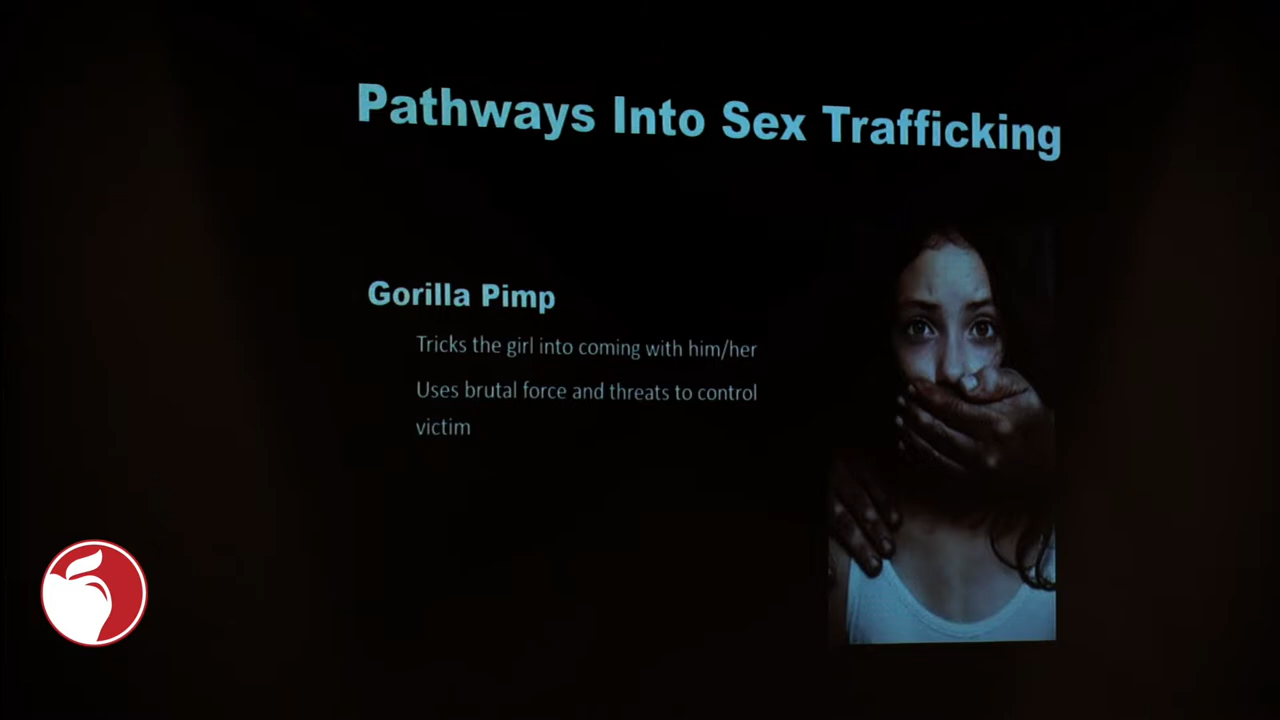 Pathways Into Sex Trafficking
Gorilla Pimp
Tricks the girl into coming with him/her
Uses brutal force and threats to control
victim